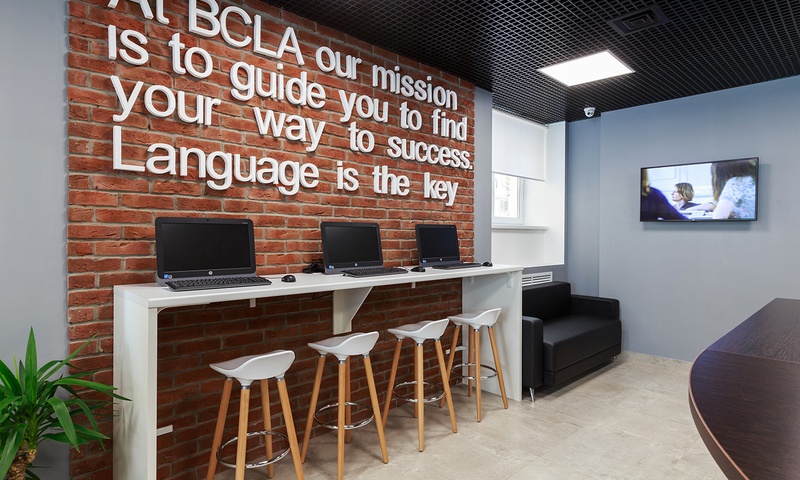 At BCLA our mission
is to guide you to find
your way to success.
Language is the key